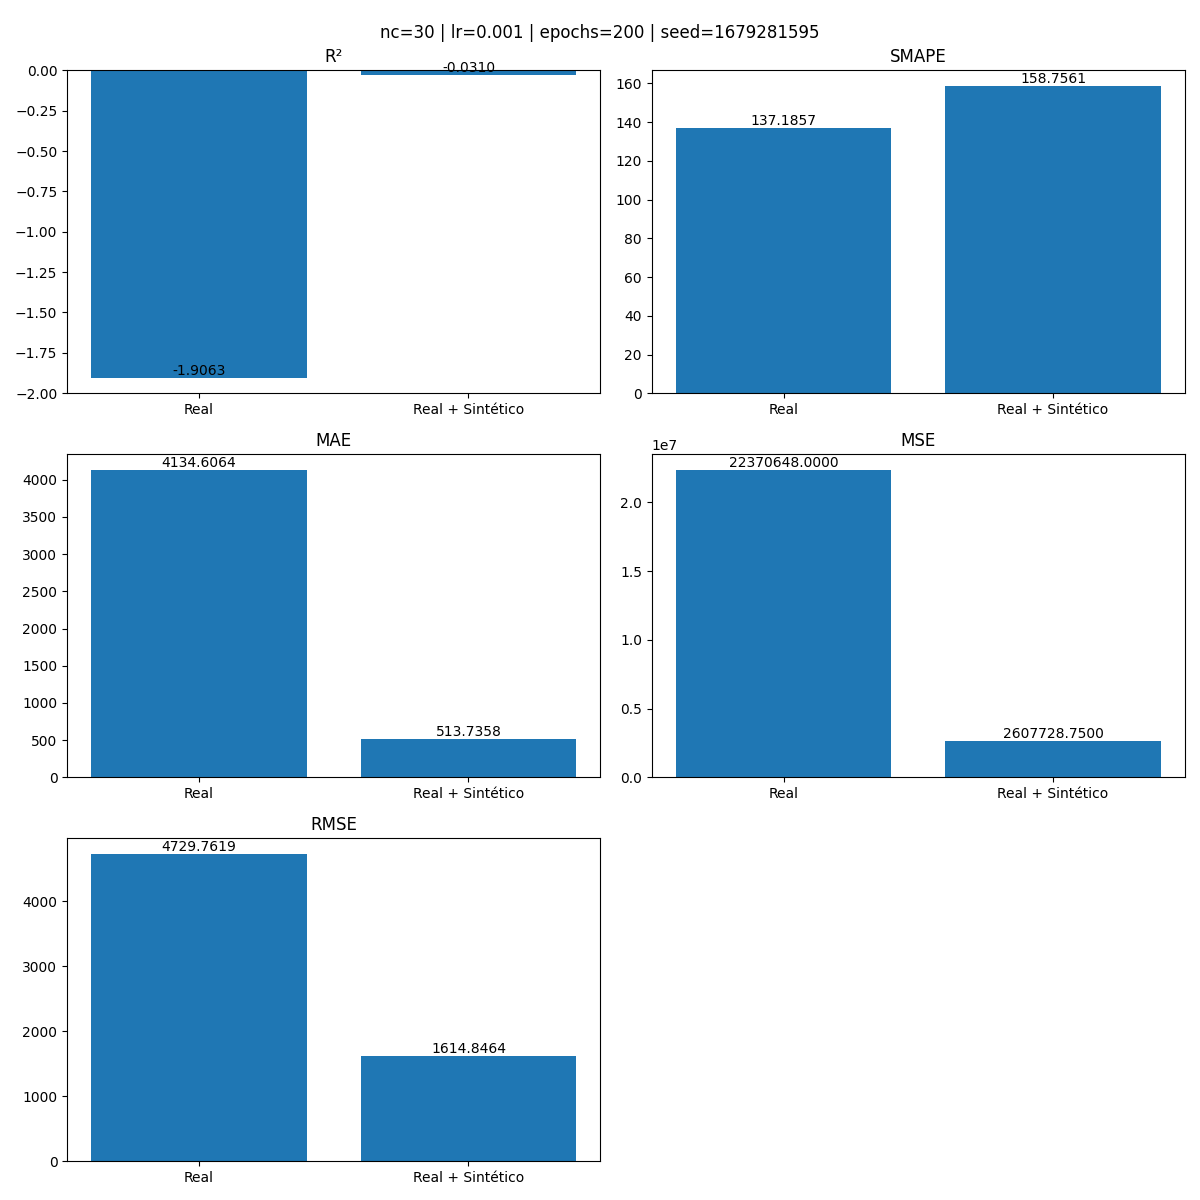 nc=30 | lr=0.001 | epochs=200 | seed=1679281595
R²
0.00
−0.25
−0.50
−0.75
−1.00
−1.25
−1.50
−1.75
−2.00
-1.9063
-0.0310
Real
Real + Sintético
SMAPE
160
140
120
100
80
60
40
20
0
137.1857
158.7561
Real
Real + Sintético
MAE
4000
3500
3000
2500
2000
1500
1000
500
0
4134.6064
513.7358
Real
Real + Sintético
MSE
1e7
2.0
1.5
1.0
0.5
0.0
22370648.0000
2607728.7500
Real
Real + Sintético
RMSE
4000
3000
2000
1000
0
4729.7619
1614.8464
Real
Real + Sintético